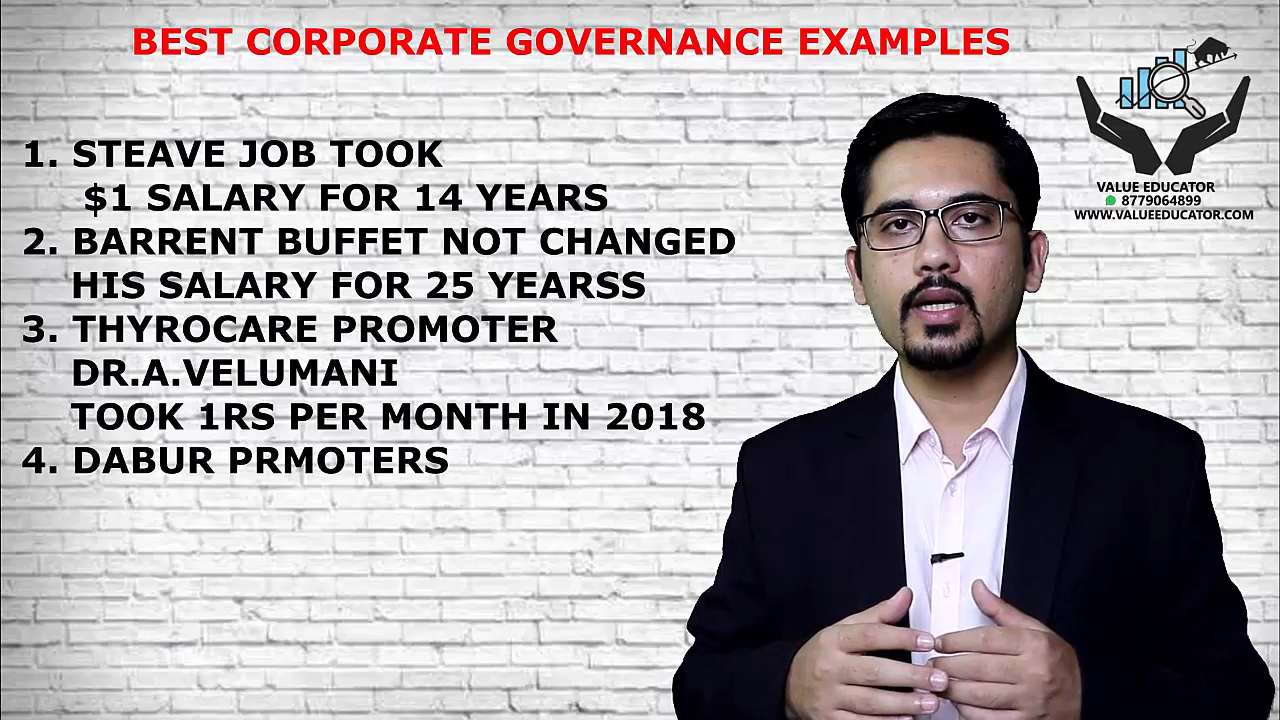 BEST CORPORATE GOVERNANCE EXAMPLES
1. STEAVE JOB TOOK
$1 SALARY FOR 14 YEARS
2. BARRENT BUFFET NOT CHANGED
HIS SALARY FOR 25 YEARSS
3. THYROCARE PROMOTER
DR.A.VELUMANI
TOOK 1RS PER MONTH IN 2018
4. DABUR PRMOTERS
VALUE EDUCATOR
8779064899
WWW.VALUEEDUCATOR.COM